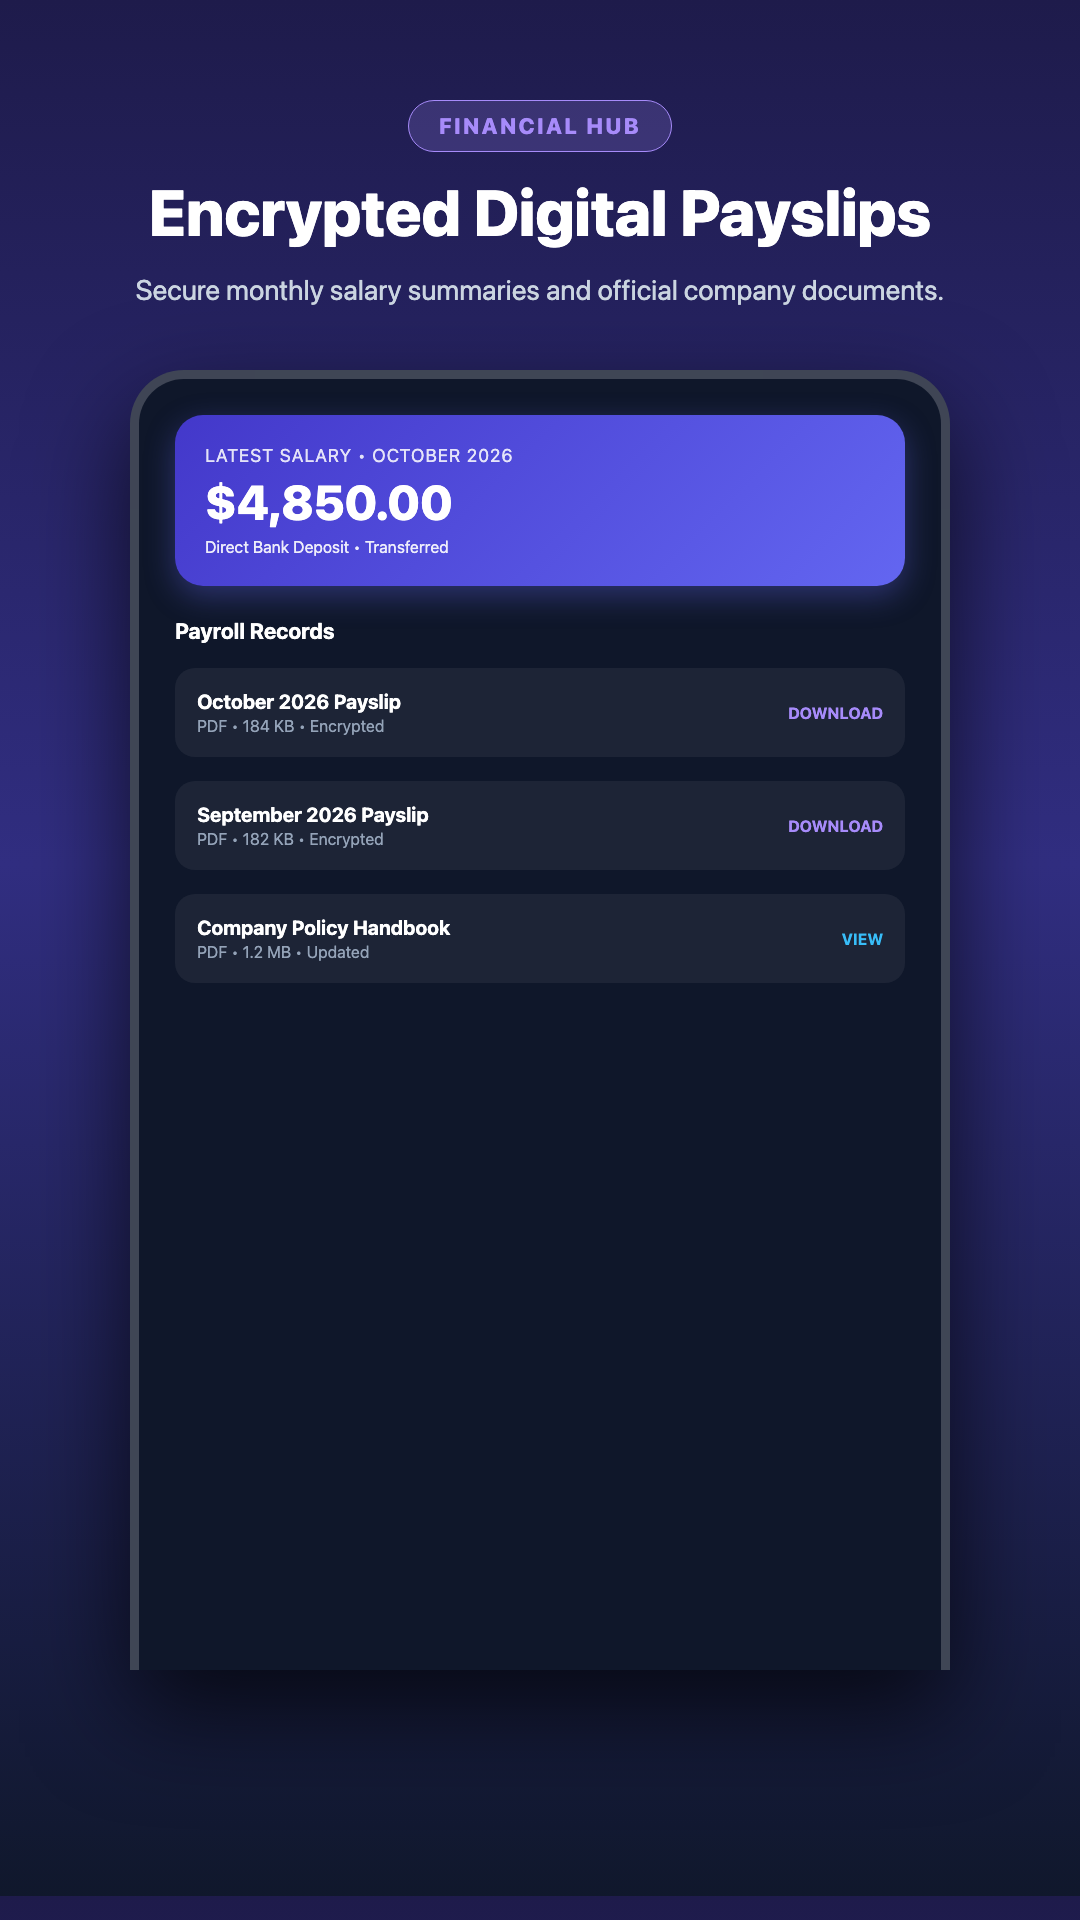 FINANCIAL HUB
Encrypted Digital Payslips
Secure monthly salary summaries and official company documents.
LATEST SALARY • OCTOBER 2026
$4,850.00
Direct Bank Deposit • Transferred
Payroll Records
October 2026 Payslip
PDF • 184 KB • Encrypted
DOWNLOAD
September 2026 Payslip
PDF • 182 KB • Encrypted
DOWNLOAD
Company Policy Handbook
PDF • 1.2 MB • Updated
VIEW